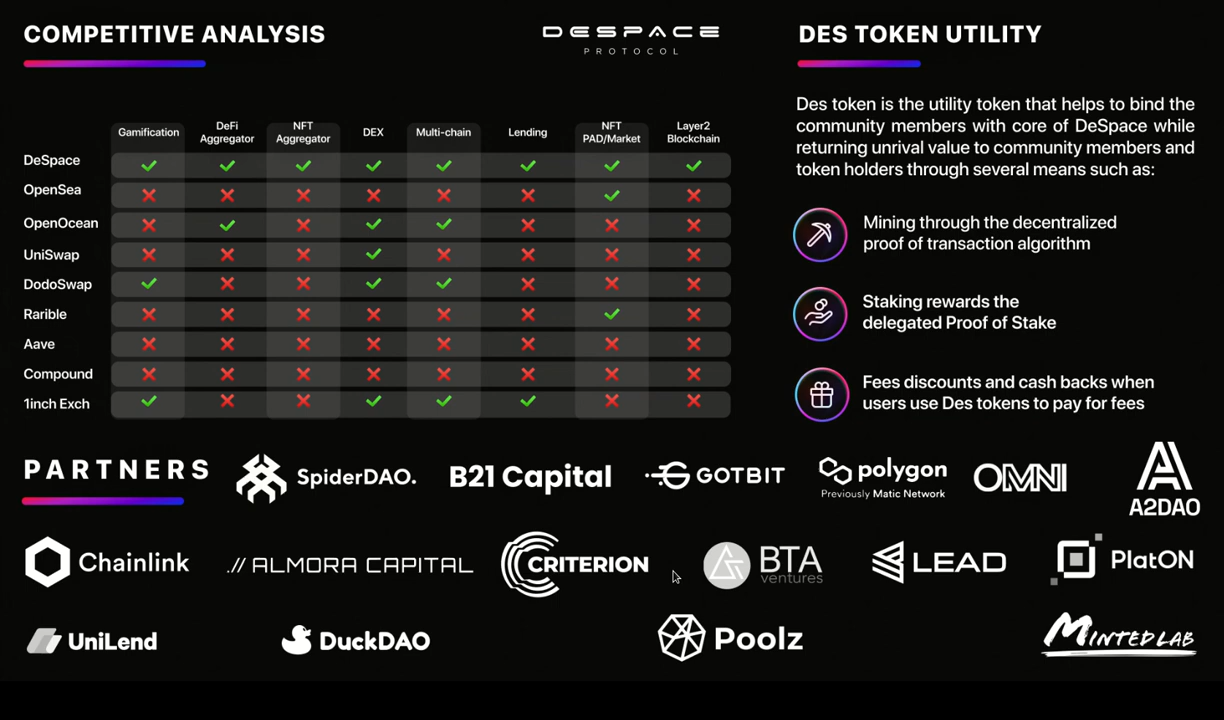 COMPETITIVE ANALYSIS
DESPACE
PROTOCOL
Gamification
DeFi
Aggregator
NFT
Aggregator
DEX
Multi-chain
Lending
NFT
PAD/Market
Layer2
Blockchain
DeSpace
OpenSea
OpenOcean
UniSwap
DodoSwap
Rarible
Aave
Compound
1inch Exch
DES TOKEN UTILITY
Des token is the utility token that helps to bind the
community members with core of DeSpace while
returning unrival value to community members and
token holders through several means such as:
Mining through the decentralized
proof of transaction algorithm
Staking rewards the
delegated Proof of Stake
Fees discounts and cash backs when
users use Des tokens to pay for fees
PARTNERS
SpiderDAO.
B21 Capital
GOTBIT
polygon
Previously Matic Network
OMNI
A2DAO
Chainlink
.// ALMORA CAPITAL
CRITERION
BTA
ventures
LEAD
PlatON
UniLend
DuckDAO
Poolz
MINTEDLAB